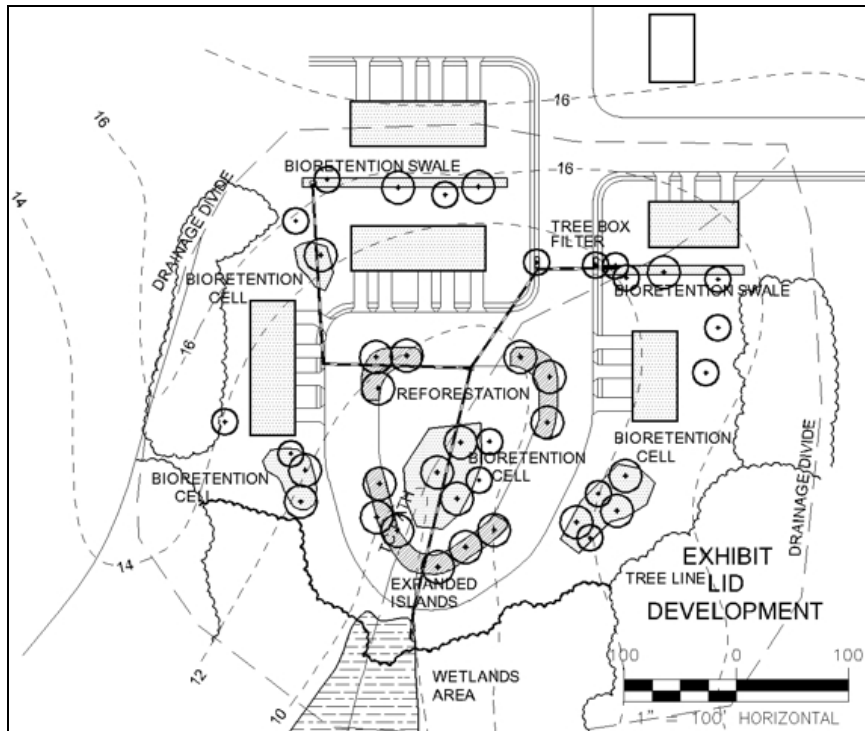 16
16
16
14
DRAINAGE DIVIDE
BIORETENTION SWALE
TREE BOX
FILTER
BIORETENTION
CELL
BIORETENTION SWALE
16
REFORESTATION
BIORETENTION
CELL
BIORETENTION
CELL
BIORETENTION
CELL
DRAINAGE DIVIDE
14
EXPANDED
ISLANDS
TREE LINE
EXHIBIT
LID
DEVELOPMENT
12
10
WETLANDS
AREA
100
0
100
1" = 100' HORIZONTAL